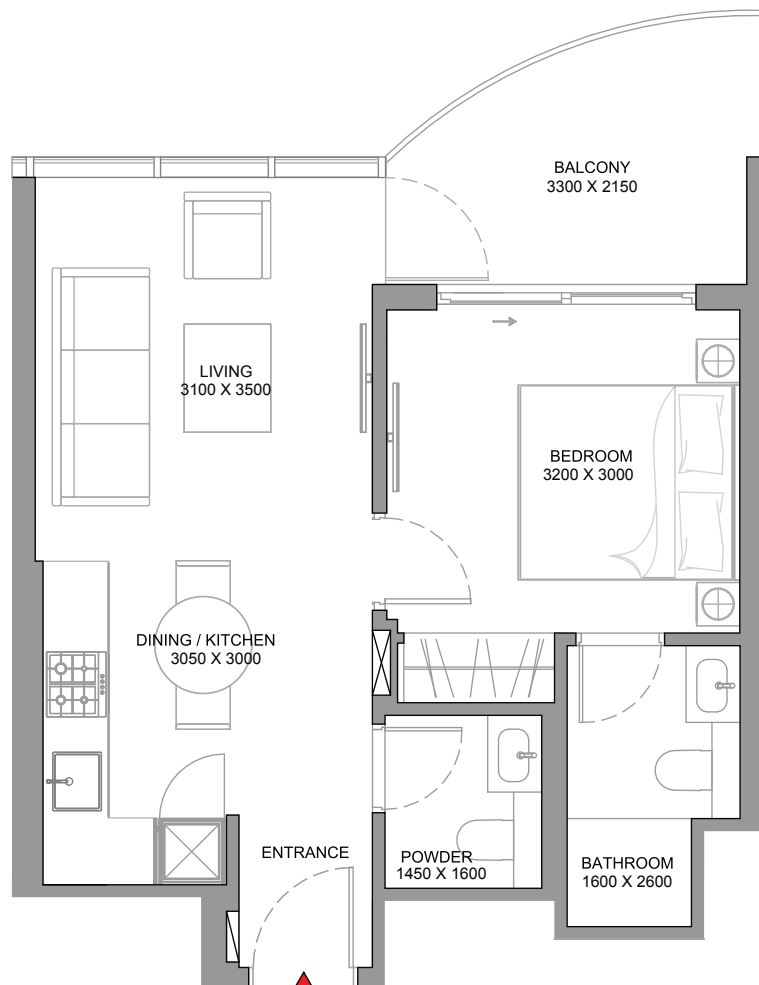 BALCONY
3300 X 2150
LIVING
3100 X 3500
BEDROOM
3200 X 3000
DINING / KITCHEN
3050 X 3000
ENTRANCE
POWDER
1450 X 1600
BATHROOM
1600 X 2600